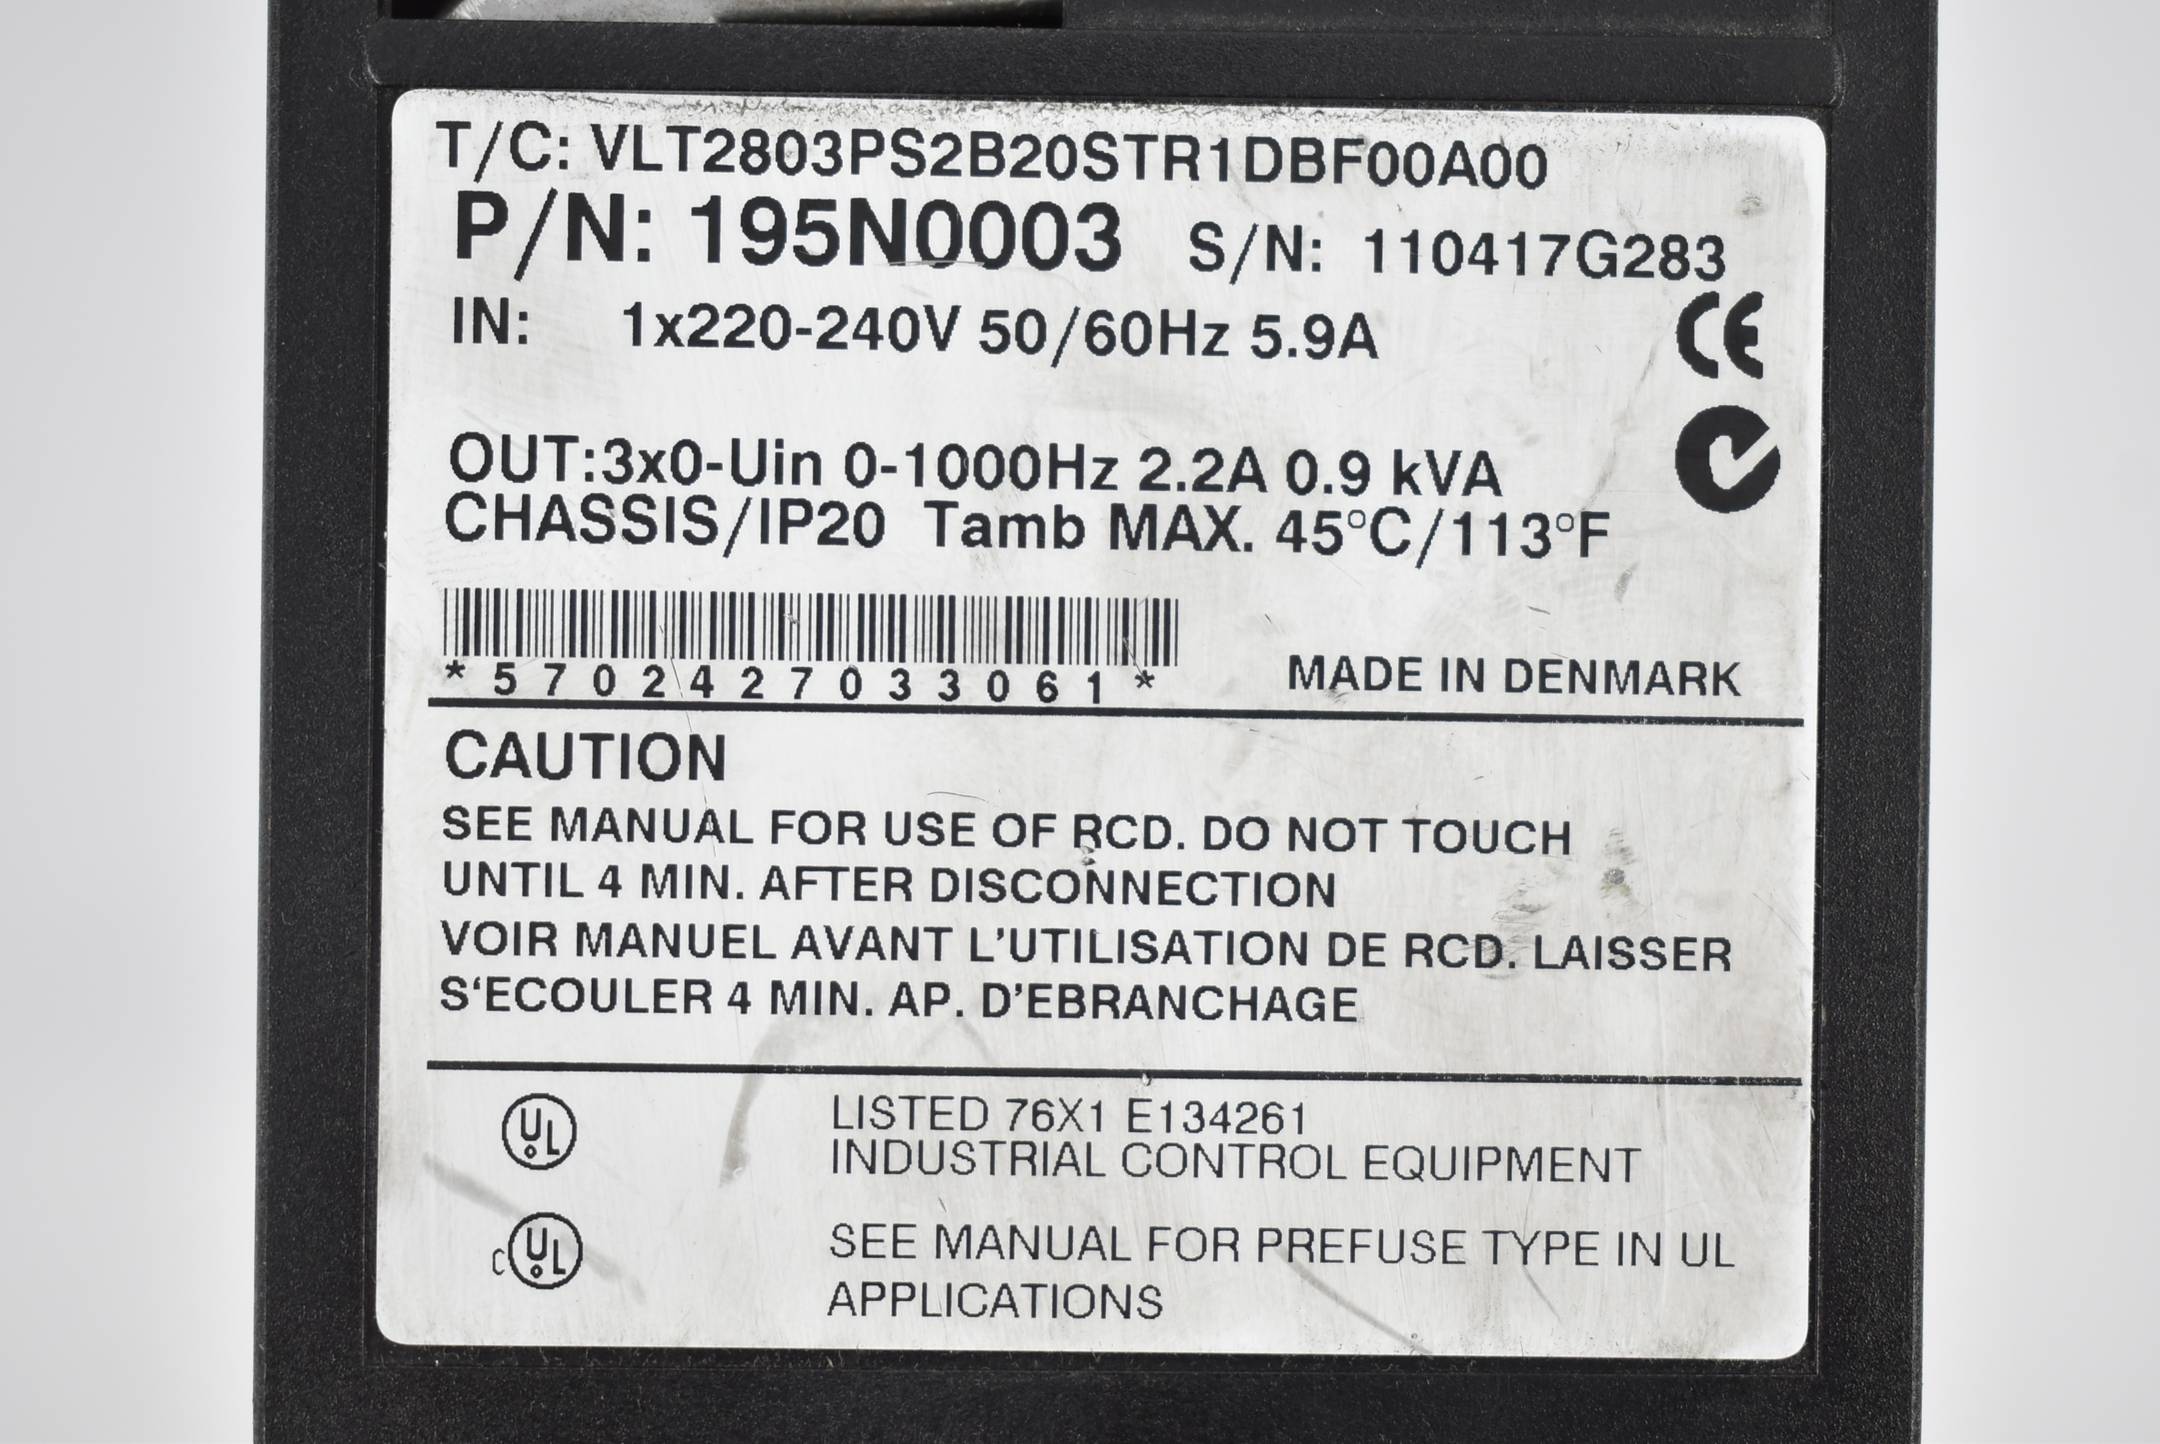 T/C: VLT2803PS2B20STR1DBF00A00
P/N: 195N0003 S/N: 110417G283
IN: 1x220-240V 50/60Hz 5.9A
CE
OUT:3x0-Uin 0-1000Hz 2.2A 0.9 kVA
CHASSIS/IP20 Tamb MAX. 45°C/113°F
*5702427033061*
MADE IN DENMARK
CAUTION
SEE MANUAL FOR USE OF RCD. DO NOT TOUCH
UNTIL 4 MIN. AFTER DISCONNECTION
VOIR MANUEL AVANT L'UTILISATION DE RCD. LAISSER
S'ECOULER 4 MIN. AP. D'EBRANCHAGE
UL
LISTED 76X1 E134261
INDUSTRIAL CONTROL EQUIPMENT
c UL
SEE MANUAL FOR PREFUSE TYPE IN UL
APPLICATIONS